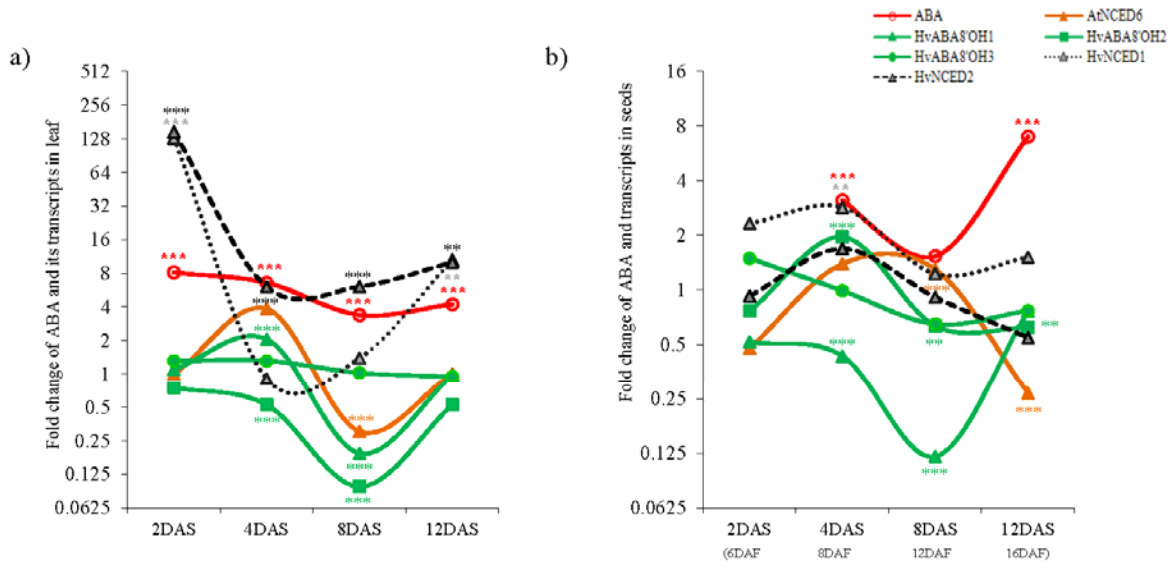 a)
Fold change of ABA and its transcripts in leaf
512
256
128
64
32
16
8
4
2
1
0.5
0.25
0.125
0.0625
*** *** *** *** *** *** *** *** *** *** *** *** *** ** ** ***
2DAS 4DAS 8DAS 12DAS
b)
ABA AtNCED6
HvABA8'OH1 HvABA8'OH2
HvABA8'OH3 HvNCED1
HvNCED2
Fold change of ABA and transcripts in seeds
16
8
4
2
1
0.5
0.25
0.125
0.0625
*** ** *** *** *** ** *** *** ** ***
2DAS 4DAS 8DAS 12DAS
(6DAF 8DAF 12DAF 16DAF)